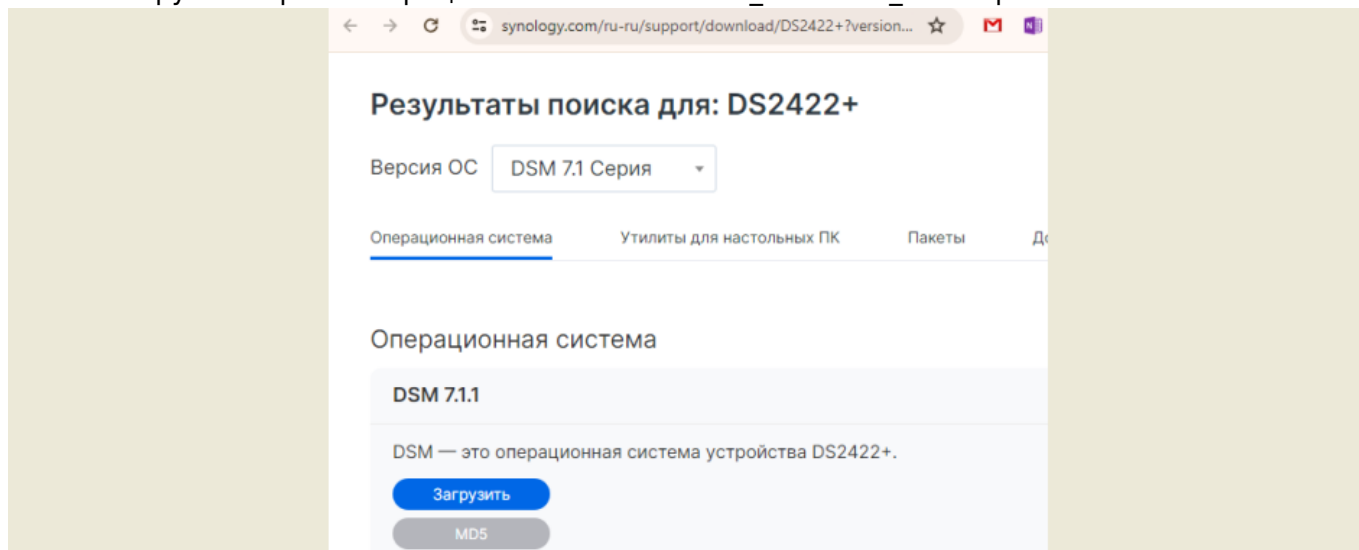 synology.com/ru-ru/support/download/DS2422+?version...
Результаты поиска для: DS2422+
Версия ОС DSM 7.1 Серия
Операционная система Утилиты для настольных ПК Пакеты
Операционная система
DSM 7.1.1
DSM — это операционная система устройства DS2422+.
Загрузить
MD5